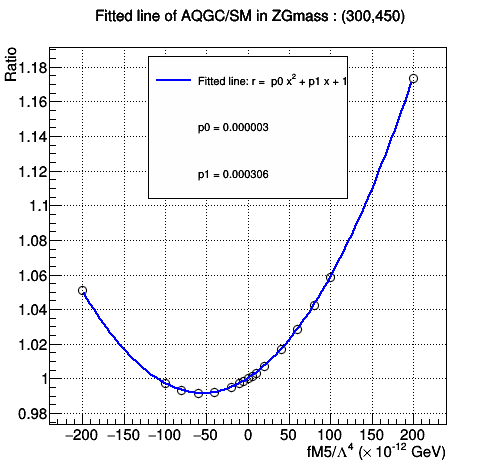 Fitted line of AQGC/SM in ZGmass : (300,450)
Ratio
1.18
1.16
1.14
1.12
1.1
1.08
1.06
1.04
1.02
1
0.98
Fitted line: r = p0 x² + p1 x + 1
p0 = 0.000003
p1 = 0.000306
−200 −150 −100 −50 0 50 100 150 200
fM5/Λ⁴ (× 10⁻¹² GeV)